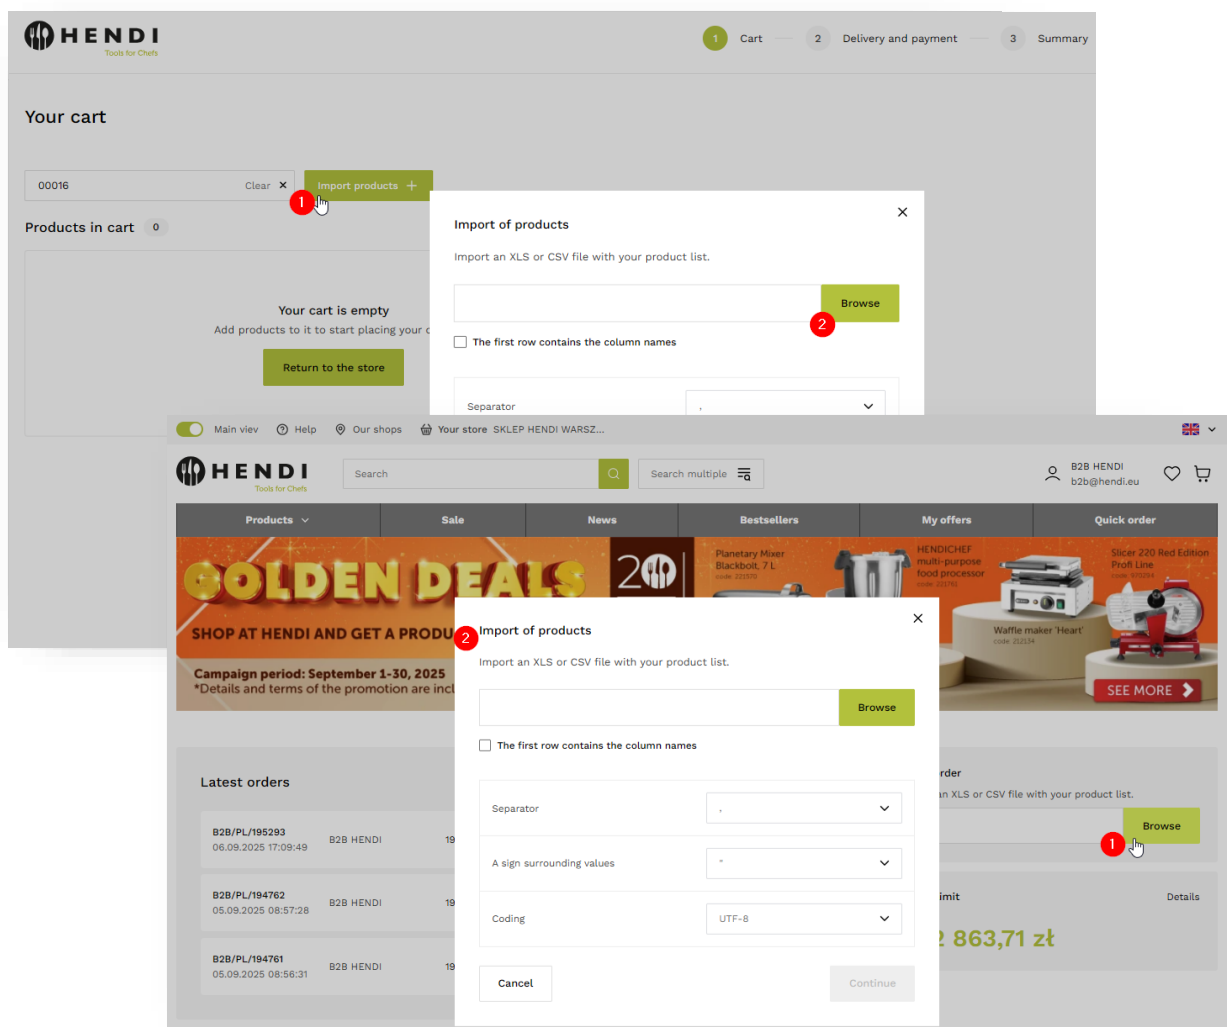 HENDI
Tools for Chefs
1 Cart 2 Delivery and payment 3 Summary
Your cart
00016 Clear Import products
1
Products in cart 0
Your cart is empty
Add products to it to start placing your
Return to the store
Import of products
Import an XLS or CSV file with your product list.
Browse
2
The first row contains the column names
Separator ,
Main viev Help Our shops Your store SKLEP HENDI WARSZ...
HENDI
Tools for Chefs
Search
Search multiple
B2B HENDI
b2b@hendi.eu
Products Sale News Bestsellers My offers Quick order
GOLDEN DEALS
20
SHOP AT HENDI AND GET A PRODU
Campaign period: September 1-30, 2025
*Details and terms of the promotion are incl
Planetary Mixer
Blackbolt, 7 L
code: 221570
HENDICHEF
multi-purpose
food processor
Waffle maker 'Heart'
code: 212134
Slicer 220 Red Edition
Profi Line
code: 970294
SEE MORE
2
Import of products
Import an XLS or CSV file with your product list.
Browse
The first row contains the column names
Separator ,
A sign surrounding values "
Coding UTF-8
Cancel
Continue
Latest orders
B2B/PL/195293
06.09.2025 17:09:49
B2B HENDI 19
B2B/PL/194762
05.09.2025 08:57:28
B2B HENDI 19
B2B/PL/194761
05.09.2025 08:56:31
B2B HENDI 19
rder
an XLS or CSV file with your product list.
Browse
1
imit Details
2 863,71 zł